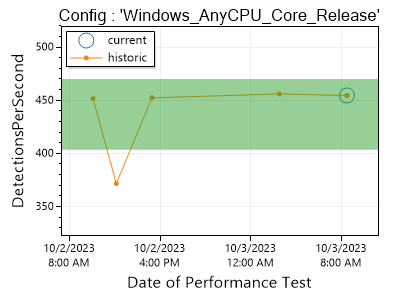 Config : 'Windows_AnyCPU_Core_Release'
current
historic
DetectionsPerSecond
500
450
400
350
10/2/2023
8:00 AM
10/2/2023
4:00 PM
10/3/2023
12:00 AM
10/3/2023
8:00 AM
Date of Performance Test